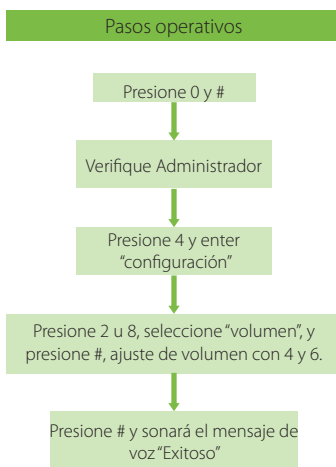 Pasos operativos
Presione 0 y #
Verifique Administrador
Presione 4 y enter
“configuración”
Presione 2 u 8, seleccione “volumen”, y
presione #, ajuste de volumen con 4 y 6.
Presione # y sonará el mensaje de
voz “Exitoso”